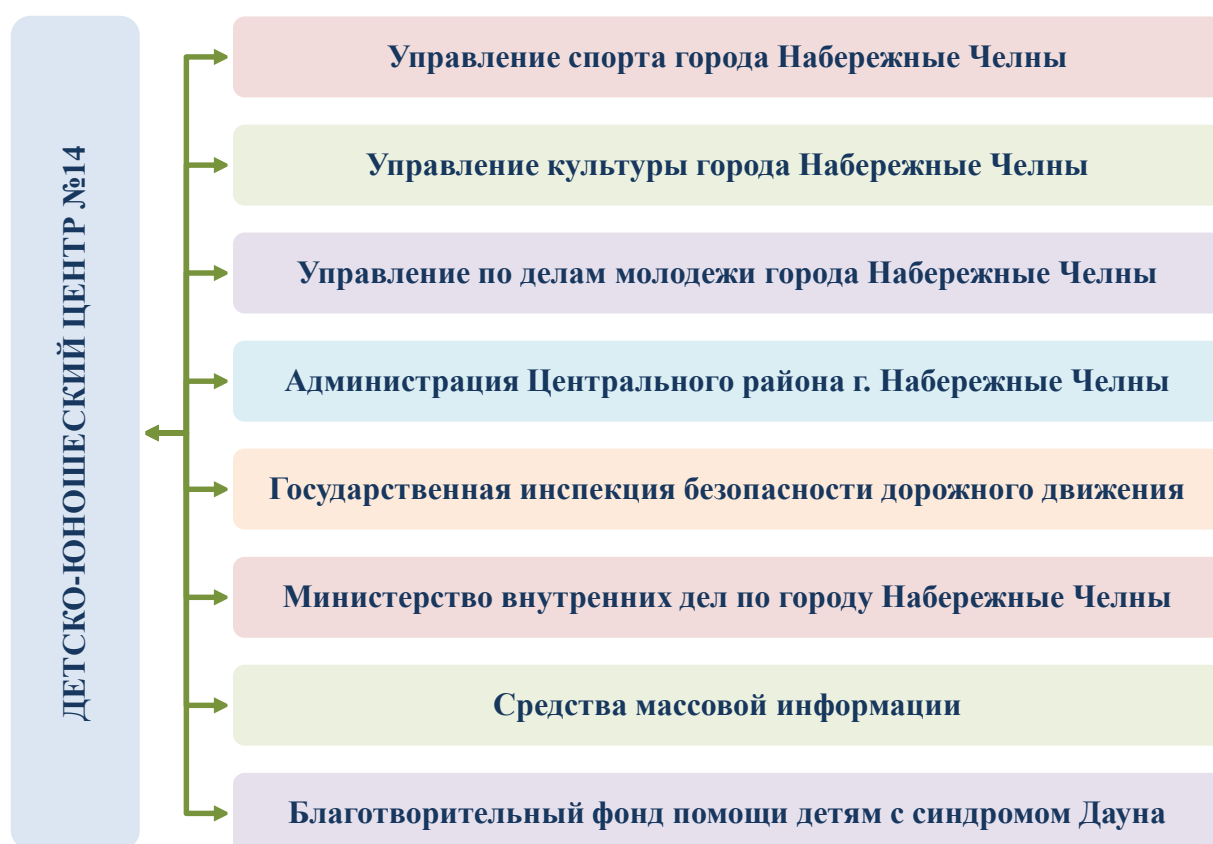 ДЕТСКО-ЮНОШЕСКИЙ ЦЕНТР №14
Управление спорта города Набережные Челны
Управление культуры города Набережные Челны
Управление по делам молодежи города Набережные Челны
Администрация Центрального района г. Набережные Челны
Государственная инспекция безопасности дорожного движения
Министерство внутренних дел по городу Набережные Челны
Средства массовой информации
Благотворительный фонд помощи детям с синдромом Дауна